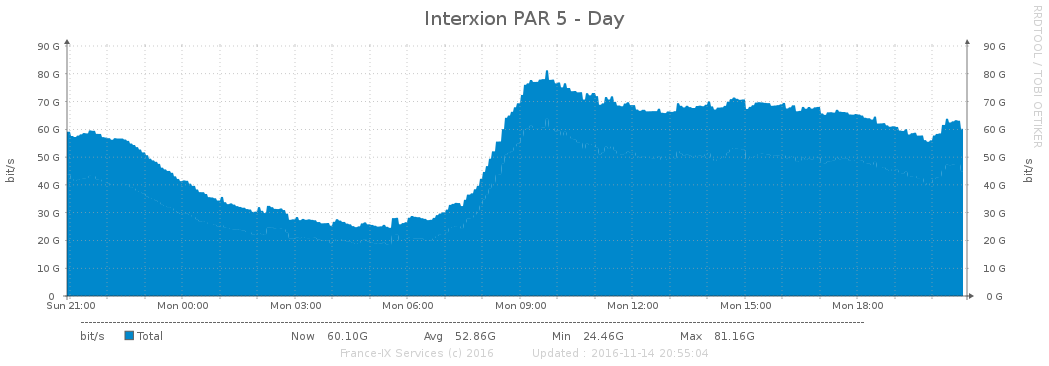 Interxion PAR 5 - Day
RRDTOOL / TOBI OETIKER
bit/s
90 G 90 G
80 G 80 G
70 G 70 G
60 G 60 G
50 G 50 G
40 G 40 G
30 G 30 G
20 G 20 G
10 G 10 G
0 0 G
bit/s
Sun 21:00 Mon 00:00 Mon 03:00 Mon 06:00 Mon 09:00 Mon 12:00 Mon 15:00 Mon 18:00
bit/s Total Now 60.10G Avg 52.86G Min 24.46G Max 81.16G
France-IX Services (c) 2016 Updated : 2016-11-14 20:55:04